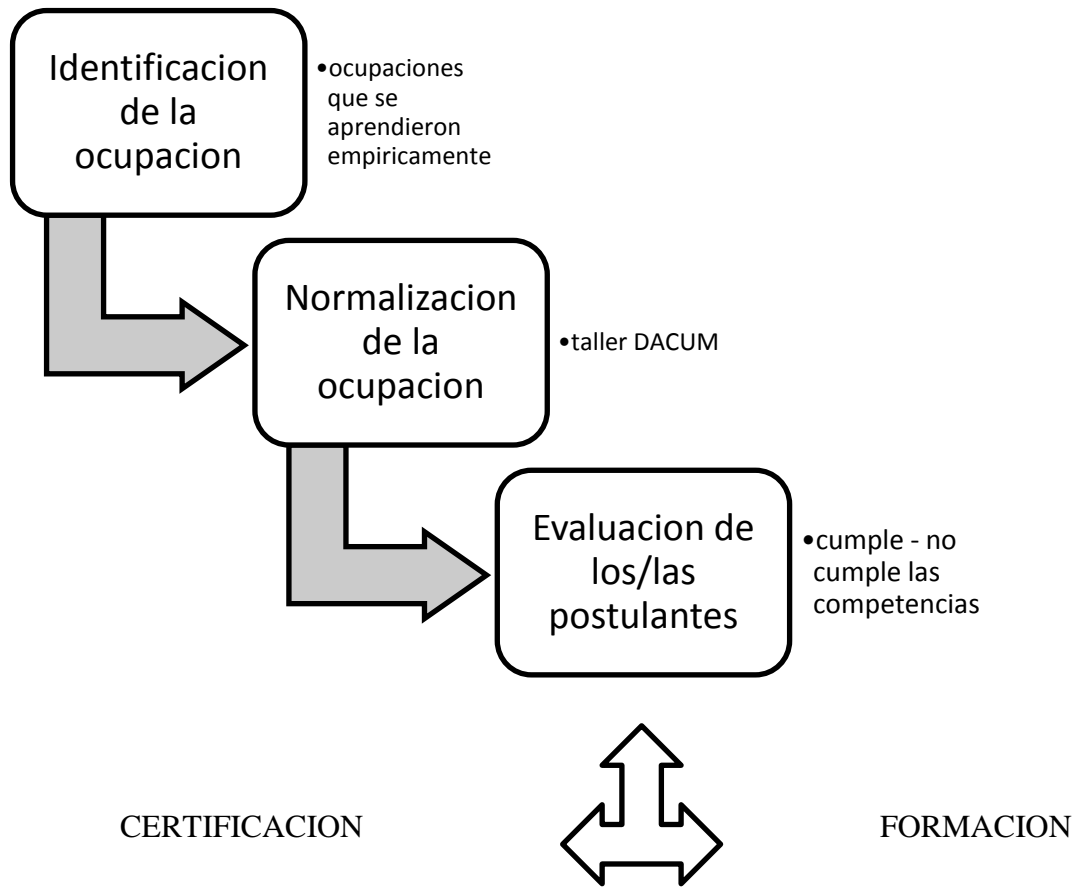 Identificacion
de la
ocupacion
•ocupaciones
que se
aprendieron
empiricamente
Normalizacion
de la
ocupacion
•taller DACUM
Evaluacion de
los/las
postulantes
•cumple - no
cumple las
competencias
CERTIFICACION
FORMACION